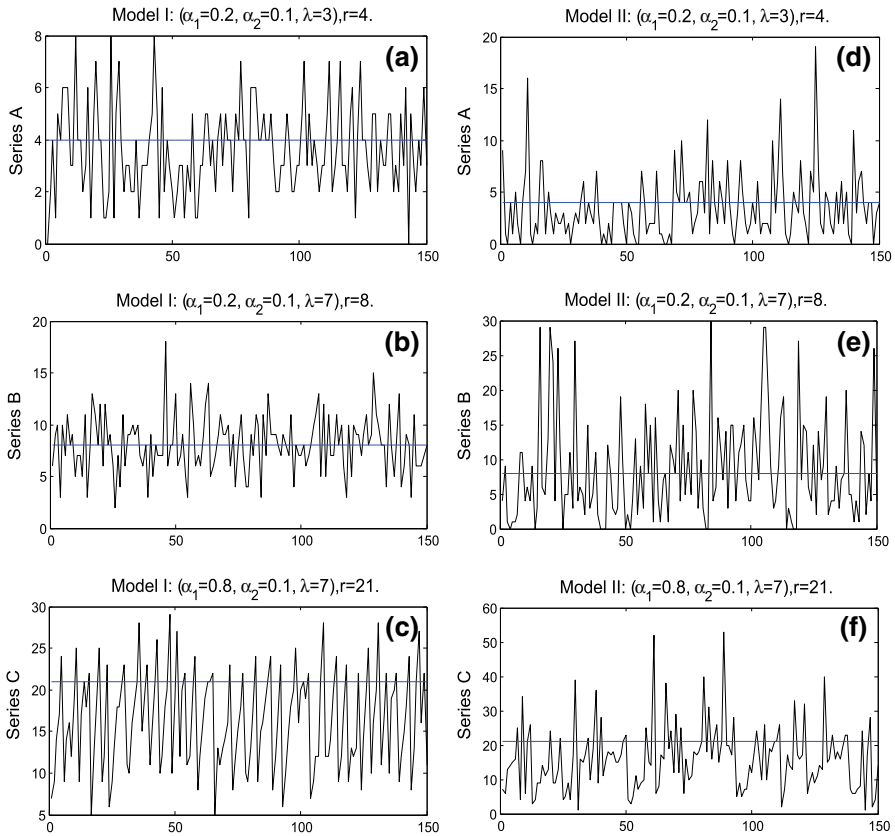 Model I: (α₁=0.2, α₂=0.1, λ=3),r=4.
(a)
Series A
8
6
4
2
0
0 50 100 150
Model II: (α₁=0.2, α₂=0.1, λ=3),r=4.
(d)
Series A
20
15
10
5
0
0 50 100 150
Model I: (α₁=0.2, α₂=0.1, λ=7),r=8.
(b)
Series B
20
15
10
5
0
0 50 100 150
Model II: (α₁=0.2, α₂=0.1, λ=7),r=8.
(e)
Series B
30
25
20
15
10
5
0
0 50 100 150
Model I: (α₁=0.8, α₂=0.1, λ=7),r=21.
(c)
Series C
30
25
20
15
10
5
0 50 100 150
Model II: (α₁=0.8, α₂=0.1, λ=7),r=21.
(f)
Series C
60
50
40
30
20
10
0
0 50 100 150